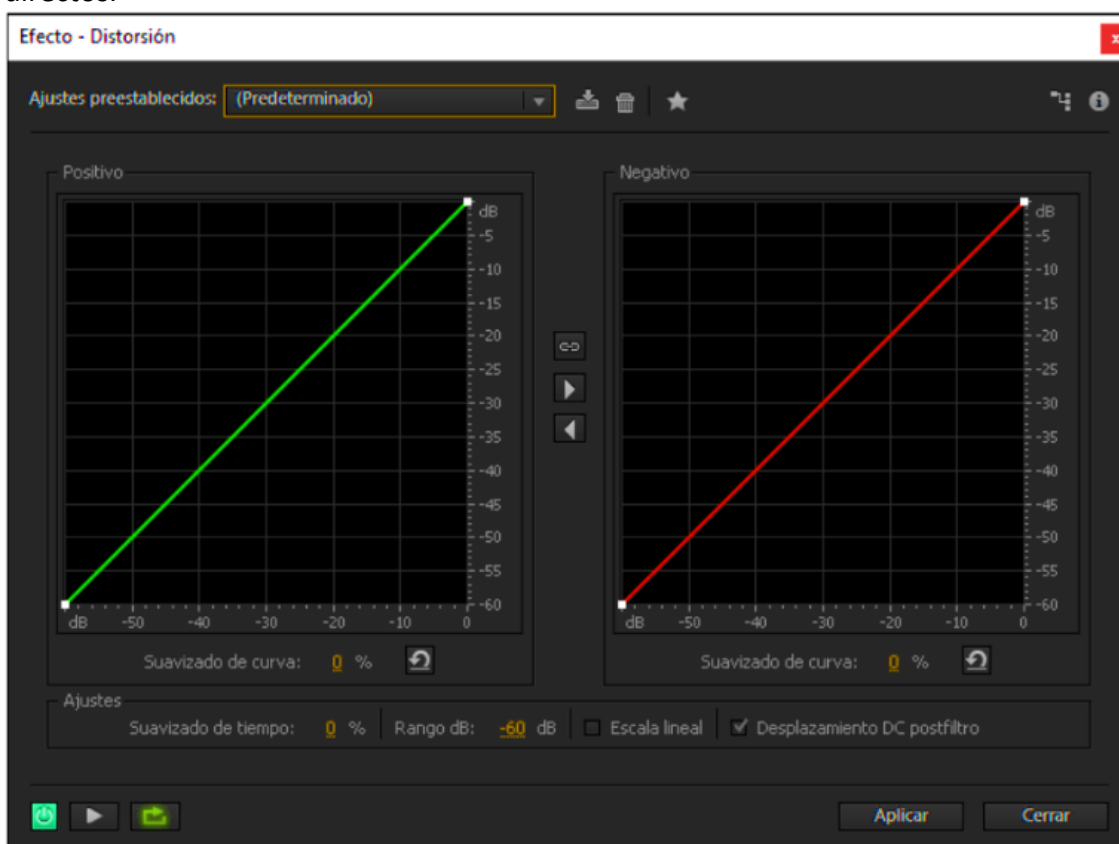 Efecto - Distorsión
Ajustes preestablecidos: (Predeterminado)
Positivo
dB
-5
-10
-15
-20
-25
-30
-35
-40
-45
-50
-55
-60
dB -50 -40 -30 -20 -10 0
Suavizado de curva: 0 %
Negativo
dB
-5
-10
-15
-20
-25
-30
-35
-40
-45
-50
-55
-60
dB -50 -40 -30 -20 -10 0
Suavizado de curva: 0 %
Ajustes
Suavizado de tiempo: 0 % Rango dB: -60 dB Escala lineal Desplazamiento DC postfiltro
Aplicar Cerrar